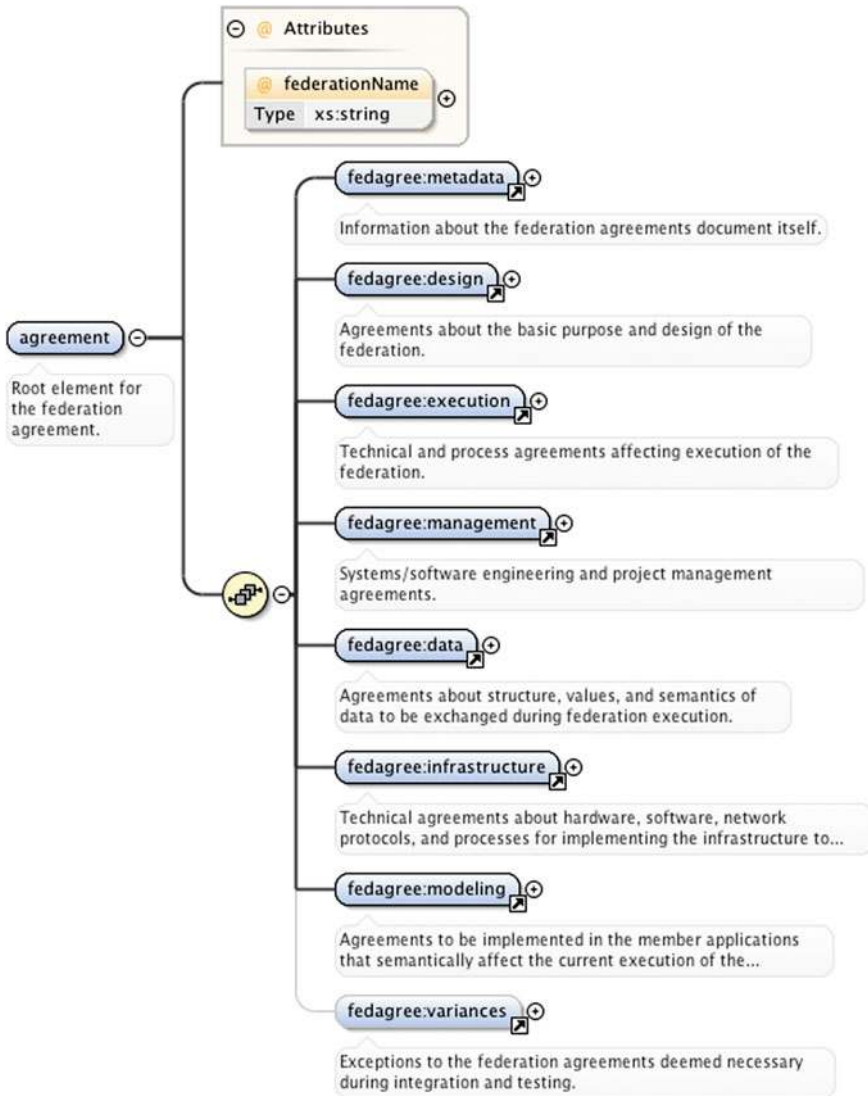 @ Attributes
@ federationName
Type xs:string
fedagree:metadata
Information about the federation agreements document itself.
fedagree:design
Agreements about the basic purpose and design of the
federation.
agreement
Root element for
the federation
agreement.
fedagree:execution
Technical and process agreements affecting execution of the
federation.
fedagree:management
Systems/software engineering and project management
agreements.
fedagree:data
Agreements about structure, values, and semantics of
data to be exchanged during federation execution.
fedagree:infrastructure
Technical agreements about hardware, software, network
protocols, and processes for implementing the infrastructure to...
fedagree:modeling
Agreements to be implemented in the member applications
that semantically affect the current execution of the...
fedagree:variances
Exceptions to the federation agreements deemed necessary
during integration and testing.